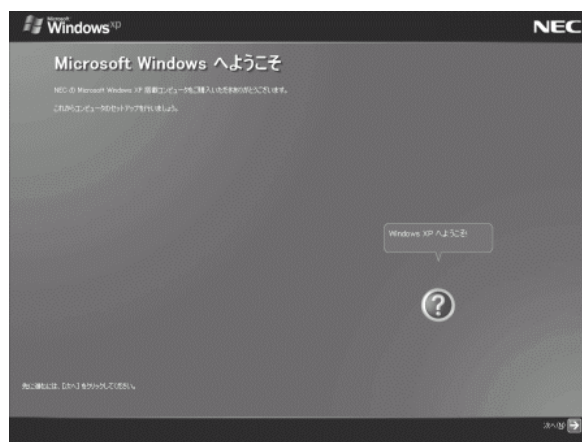 Microsoft
Windows xp
NEC
Microsoft Windows へようこそ
NEC の Microsoft Windows XP 搭載コンピュータをご購入いただきありがとうございます。
これからコンピュータのセットアップを行いましょう。
Windows XP へようこそ!
先に進むには、[次へ] をクリックしてください。
次へ(N)